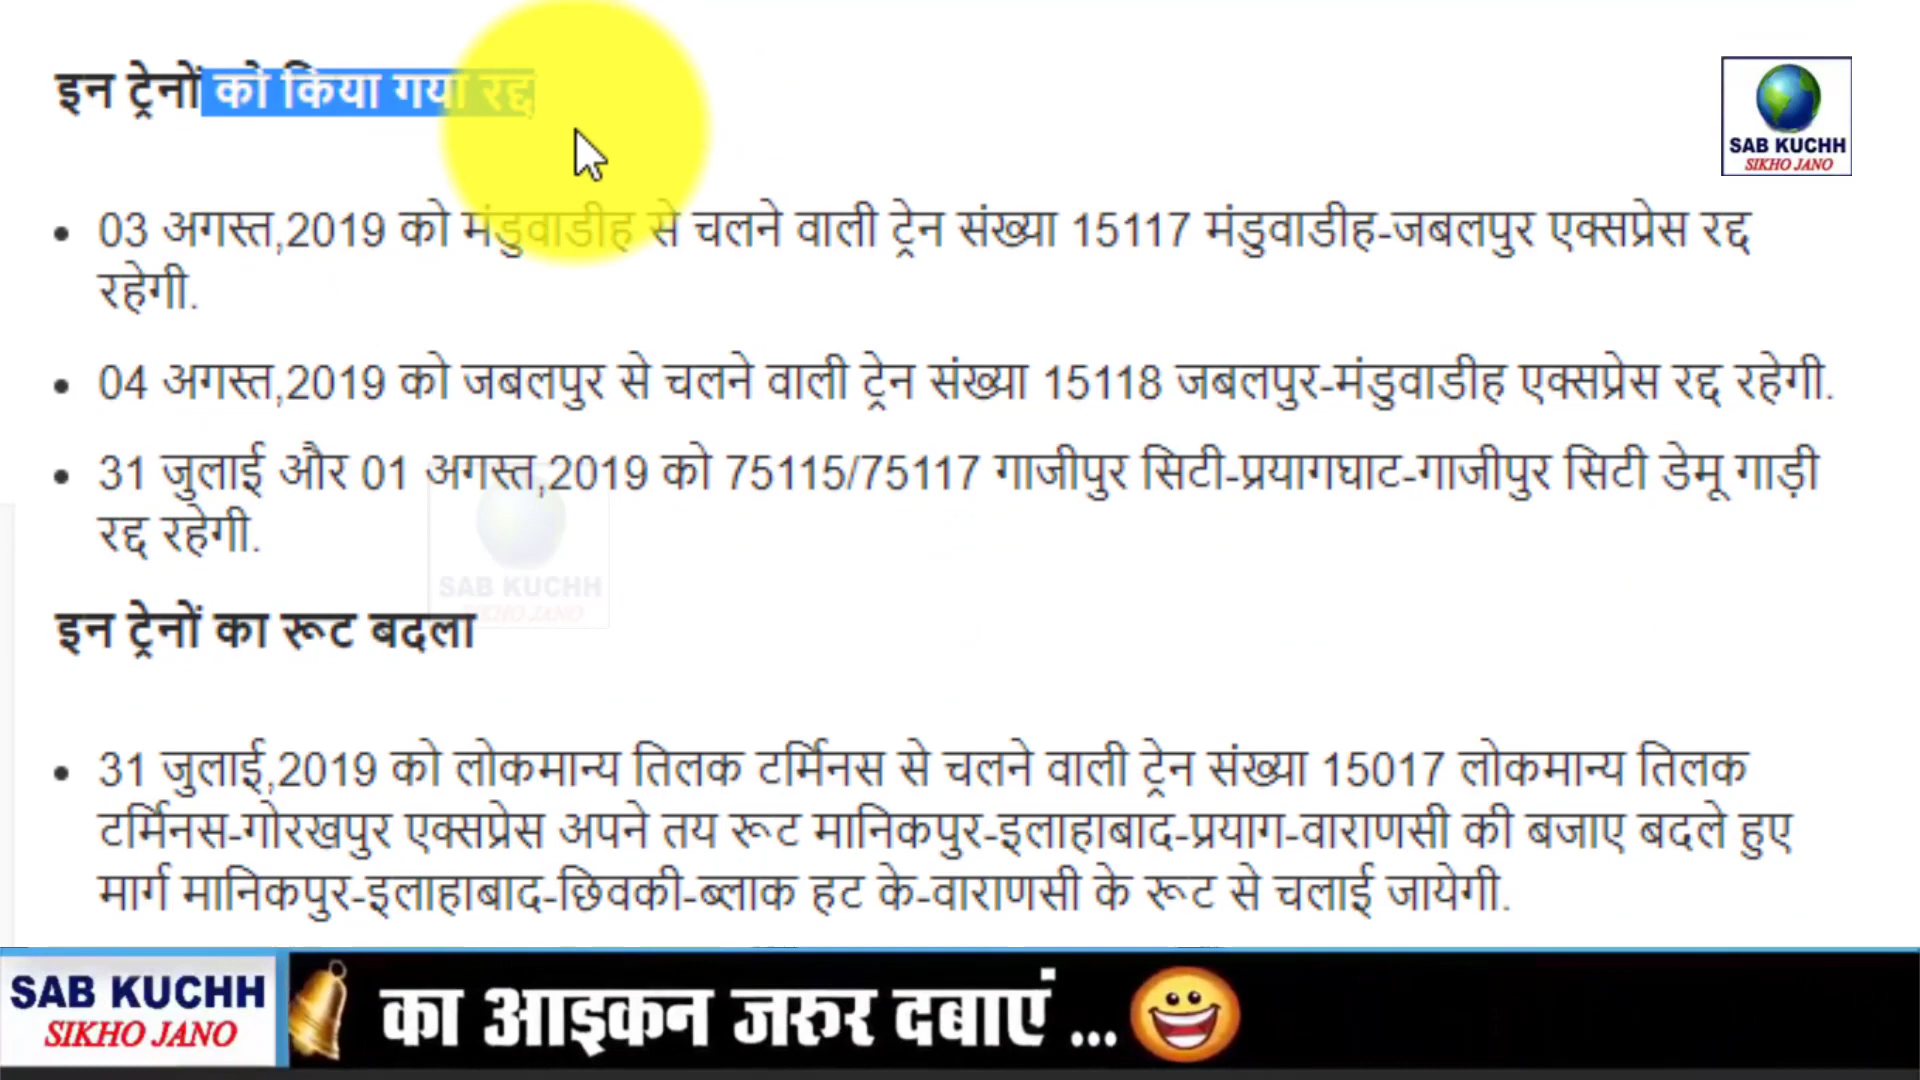 इन ट्रेनों को किया गया रद्द
SAB KUCHH
SIKHO JANO
• 03 अगस्त,2019 को मंडुवाडीह से चलने वाली ट्रेन संख्या 15117 मंडुवाडीह-जबलपुर एक्सप्रेस रद्द
रहेगी.
• 04 अगस्त,2019 को जबलपुर से चलने वाली ट्रेन संख्या 15118 जबलपुर-मंडुवाडीह एक्सप्रेस रद्द रहेगी.
• 31 जुलाई और 01 अगस्त,2019 को 75115/75117 गाजीपुर सिटी-प्रयागघाट-गाजीपुर सिटी डेमू गाड़ी
रद्द रहेगी.
SAB KUCHH
SIKHO JANO
इन ट्रेनों का रूट बदला
• 31 जुलाई,2019 को लोकमान्य तिलक टर्मिनस से चलने वाली ट्रेन संख्या 15017 लोकमान्य तिलक
टर्मिनस-गोरखपुर एक्सप्रेस अपने तय रूट मानिकपुर-इलाहाबाद-प्रयाग-वाराणसी की बजाए बदले हुए
मार्ग मानिकपुर-इलाहाबाद-छिवकी-ब्लाक हट के-वाराणसी के रूट से चलाई जायेगी.
SAB KUCHH
SIKHO JANO
का आइकन जरुर दबाएं ...